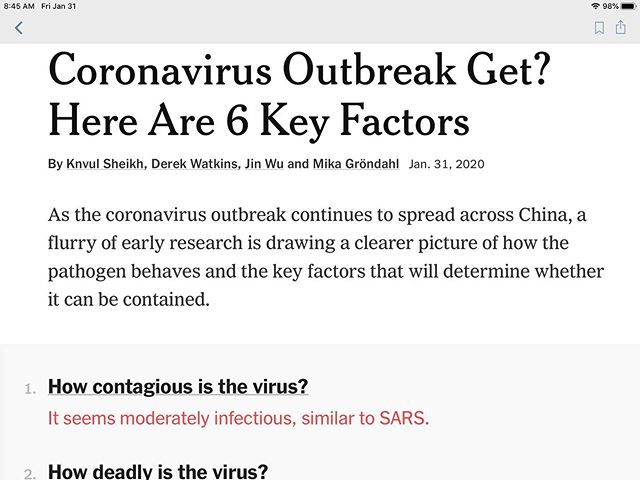 8:45 AM Fri Jan 31 98%
Coronavirus Outbreak Get?
Here Are 6 Key Factors
By Knvul Sheikh, Derek Watkins, Jin Wu and Mika Gröndahl Jan. 31, 2020
As the coronavirus outbreak continues to spread across China, a
flurry of early research is drawing a clearer picture of how the
pathogen behaves and the key factors that will determine whether
it can be contained.
1. How contagious is the virus?
It seems moderately infectious, similar to SARS.
2. How deadly is the virus?